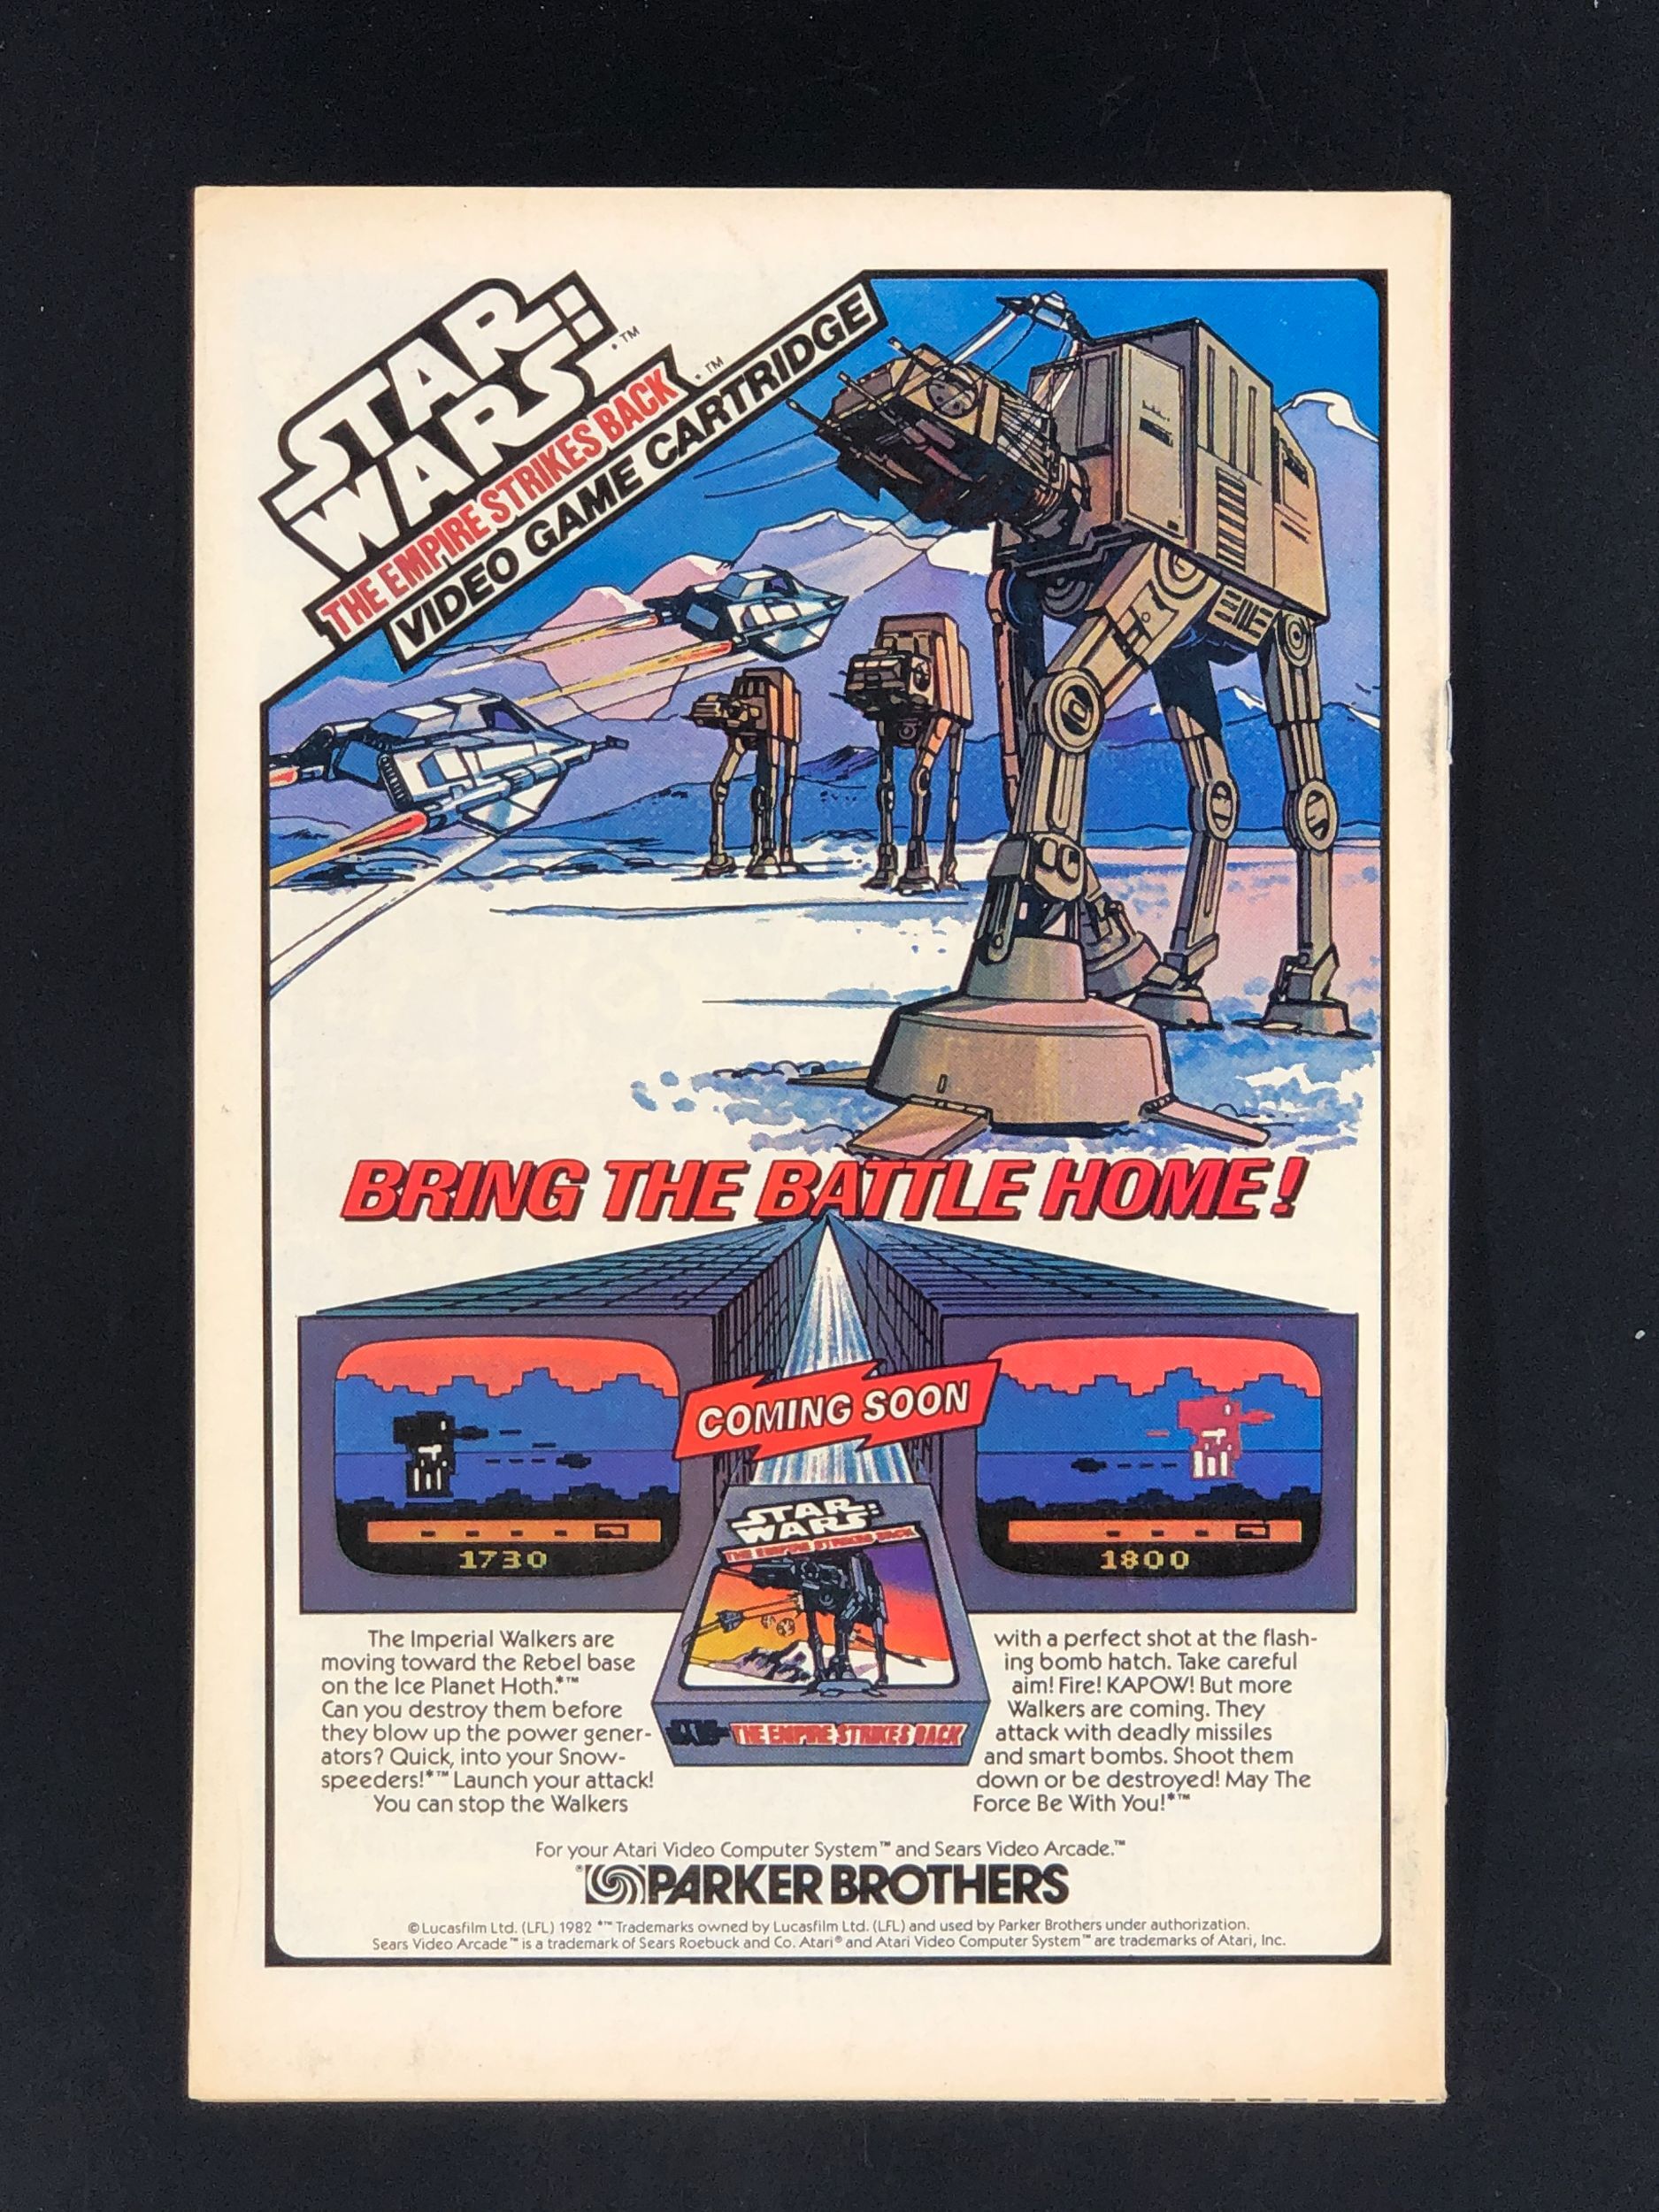 STAR
WARS:
.™
THE EMPIRE STRIKES BACK
.™
VIDEO GAME CARTRIDGE
BRING THE BATTLE HOME!
COMING SOON
1730
1800
STAR
WARS:
THE EMPIRE STRIKES BACK
STAR WARS THE EMPIRE STRIKES BACK
The Imperial Walkers are
moving toward the Rebel base
on the Ice Planet Hoth.*™
Can you destroy them before
they blow up the power gener-
ators? Quick, into your Snow-
speeders!*™ Launch your attack!
You can stop the Walkers
with a perfect shot at the flash-
ing bomb hatch. Take careful
aim! Fire! KAPOW! But more
Walkers are coming. They
attack with deadly missiles
and smart bombs. Shoot them
down or be destroyed! May The
Force Be With You!*™
For your Atari Video Computer System™ and Sears Video Arcade.™
® PARKER BROTHERS
© Lucasfilm Ltd. (LFL) 1982 *™ Trademarks owned by Lucasfilm Ltd. (LFL) and used by Parker Brothers under authorization.
Sears Video Arcade™ is a trademark of Sears Roebuck and Co. Atari® and Atari Video Computer System™ are trademarks of Atari, Inc.